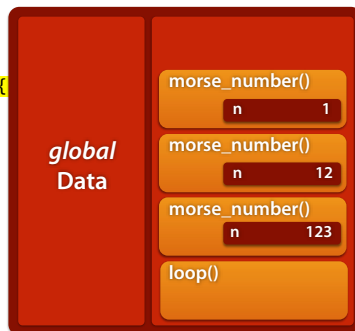 {
global
Data
morse_number()
n 1
morse_number()
n 12
morse_number()
n 123
loop()